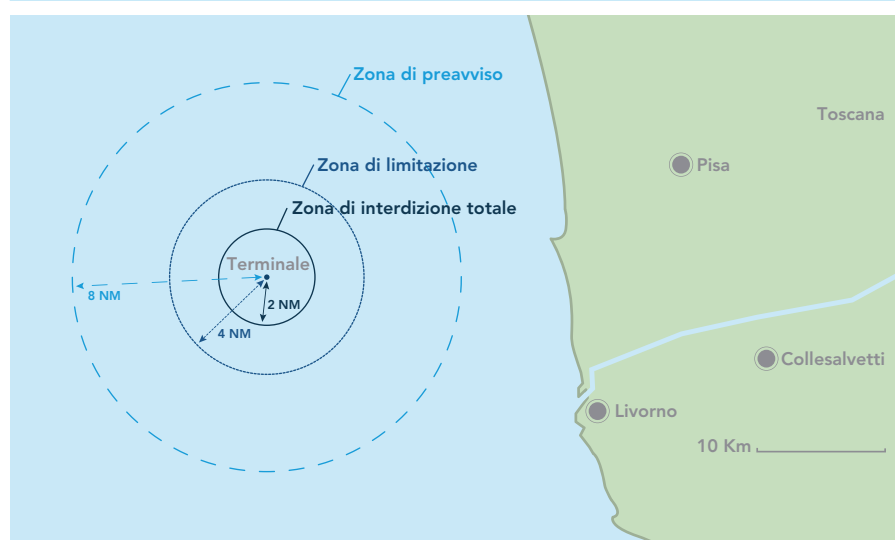 Zona di preavviso
Toscana
Zona di limitazione
Pisa
Zona di interdizione totale
Terminale
8 NM
2 NM
4 NM
Collesalvetti
Livorno
10 Km